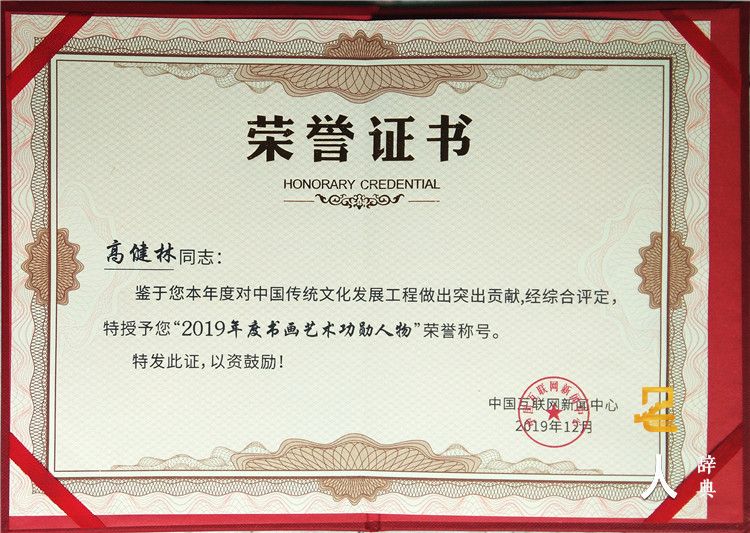 荣誉证书
HONORARY CREDENTIAL
高健林同志：
鉴于您本年度对中国传统文化发展工程做出突出贡献,经综合评定，
特授予您“2019年度书画艺术功勋人物”荣誉称号。
特发此证，以资鼓励！
中国互联网新闻中心
2019年12月
人
辞典